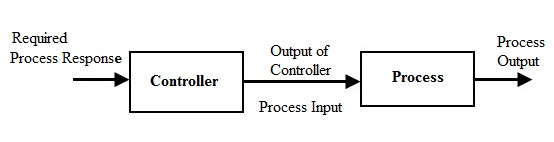 Required
Process Response
Controller
Output of
Controller
Process Input
Process
Process
Output